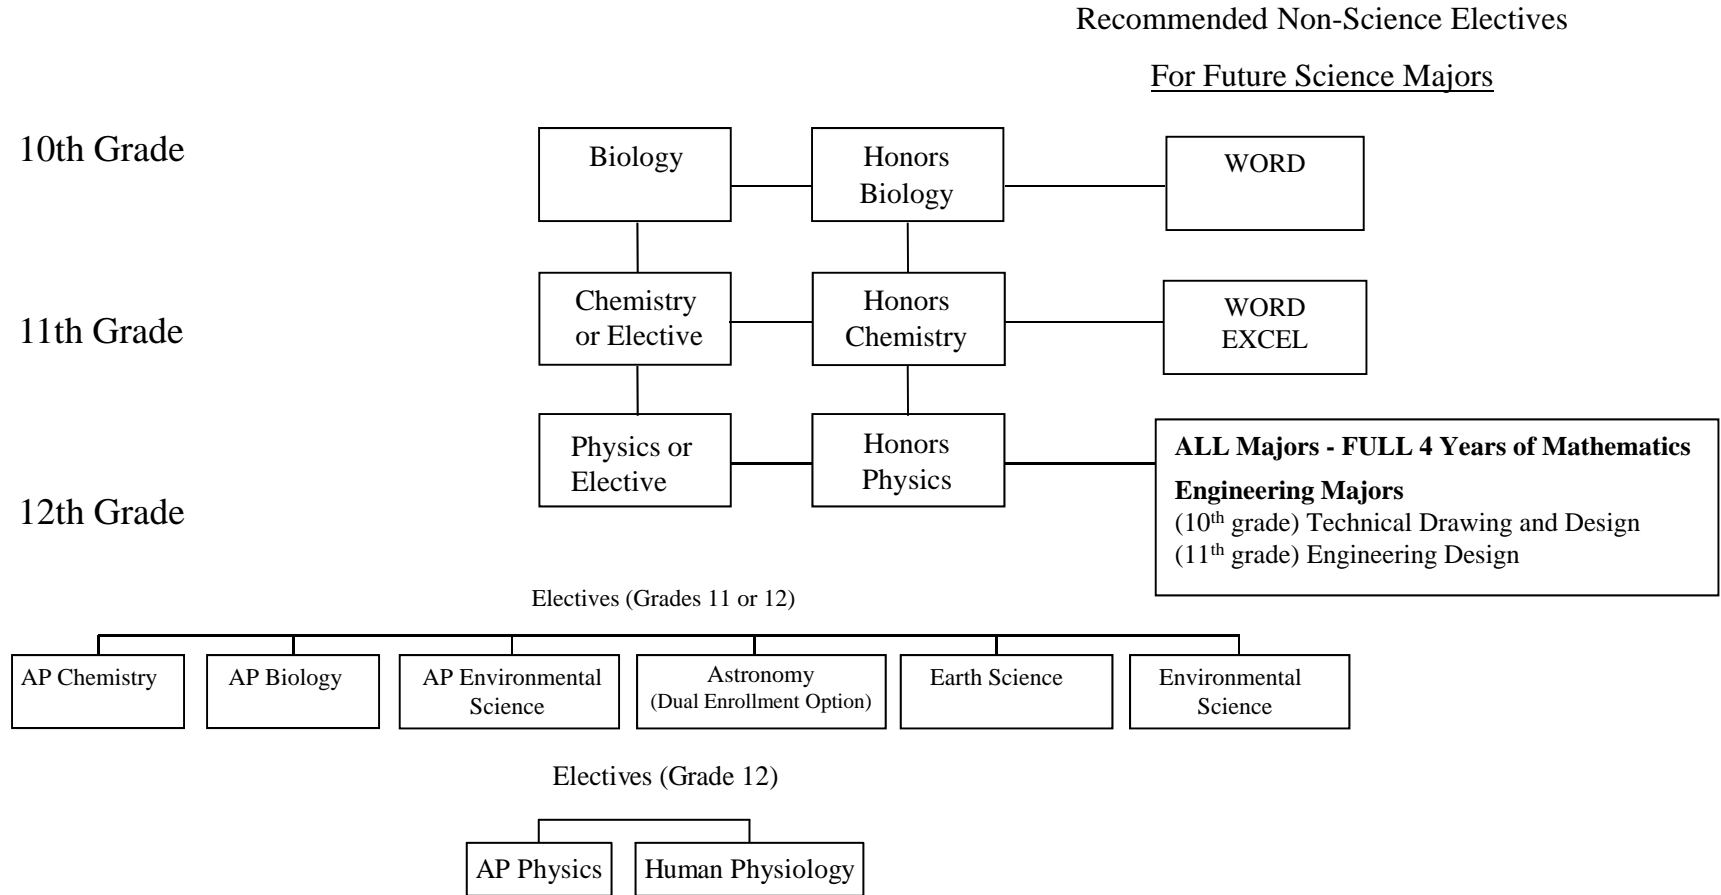 Recommended Non-Science Electives
For Future Science Majors
10th Grade
Biology
Honors
Biology
WORD
11th Grade
Chemistry
or Elective
Honors
Chemistry
WORD
EXCEL
12th Grade
Physics or
Elective
Honors
Physics
ALL Majors - FULL 4 Years of Mathematics
Engineering Majors
(10th grade) Technical Drawing and Design
(11th grade) Engineering Design
Electives (Grades 11 or 12)
AP Chemistry
AP Biology
AP Environmental
Science
Astronomy
(Dual Enrollment Option)
Earth Science
Environmental
Science
Electives (Grade 12)
AP Physics
Human Physiology